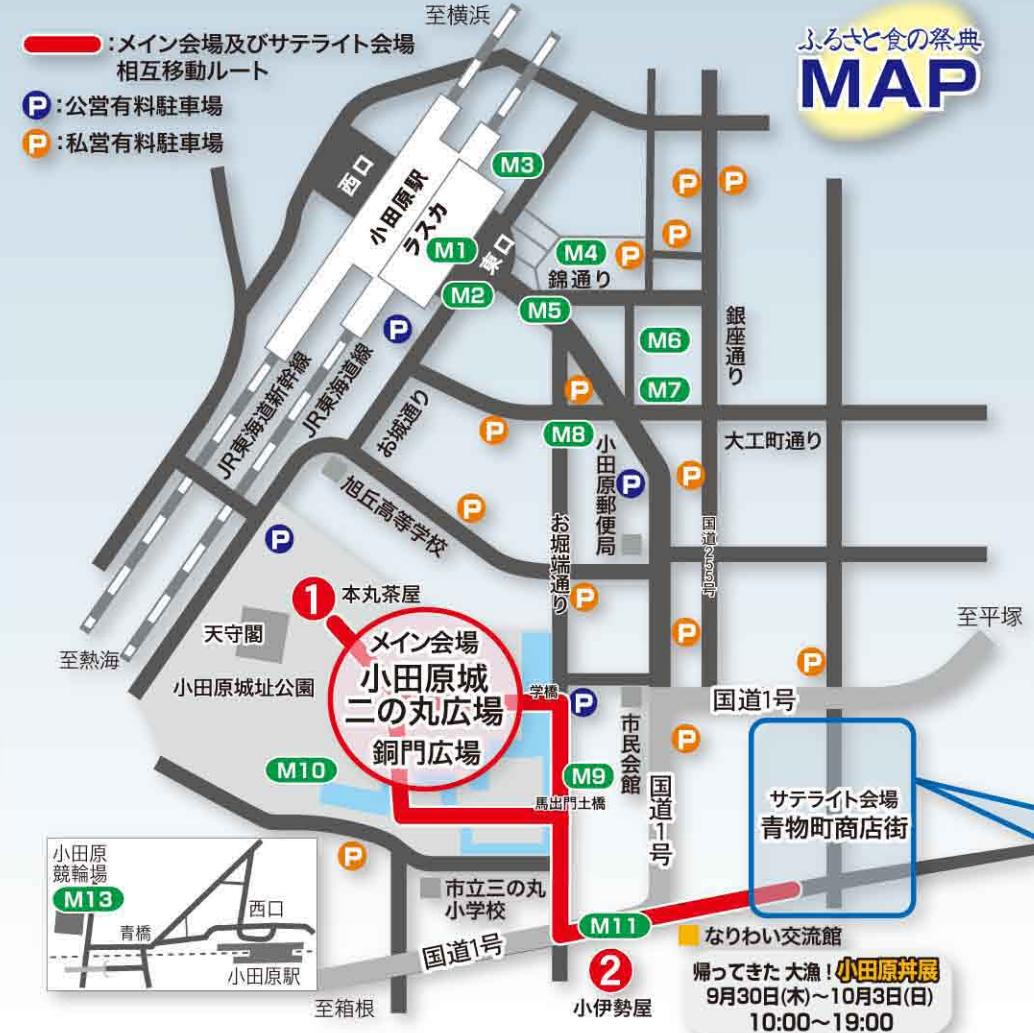 至横浜
ふるさと食の祭典
MAP
:メイン会場及びサテライト会場
相互移動ルート
P:公営有料駐車場
P:私営有料駐車場
西口
小田原駅
ラスカ
M3
M1
東口
M4
P
P
P
P
錦通り
M2
M5
P
M6
M7
銀座通り
JR東海道新幹線
JR東海道線
お城通り
P
P
M8
大工町通り
小田原郵便局
P
P
P
旭丘高等学校
お堀端通り
国道255号
P
P
P
至熱海
1
本丸茶屋
天守閣
小田原城址公園
メイン会場
小田原城
二の丸広場
銅門広場
学橋
P
市民会館
P
P
国道1号
至平塚
M10
M9
馬出門土橋
国道1号
サテライト会場
青物町商店街
P
市立三の丸
小学校
国道1号
M11
2
小伊勢屋
至箱根
小田原
競輪場
M13
青橋
西口
小田原駅
なりわい交流館
帰ってきた 大漁!小田原丼展
9月30日(木)~10月3日(日)
10:00~19:00